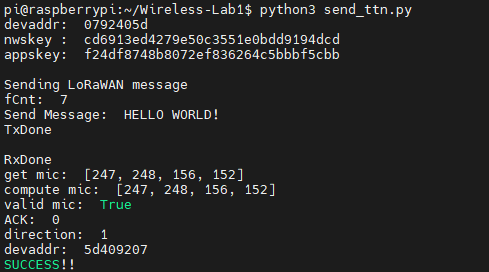 pi@raspberrypi:~/Wireless-Lab1$ python3 send_ttn.py
devaddr:  0792405d
nwskey :  cd6913ed4279e50c3551e0bdd9194dcd
appskey:  f24df8748b8072ef836264c5bbbf5cbb
Sending LoRaWAN message
fCnt:  7
Send Message:  HELLO WORLD!
TxDone
RxDone
get mic:  [247, 248, 156, 152]
compute mic:  [247, 248, 156, 152]
valid mic:  True
ACK:  0
direction:  1
devaddr:  5d409207
SUCCESS!!